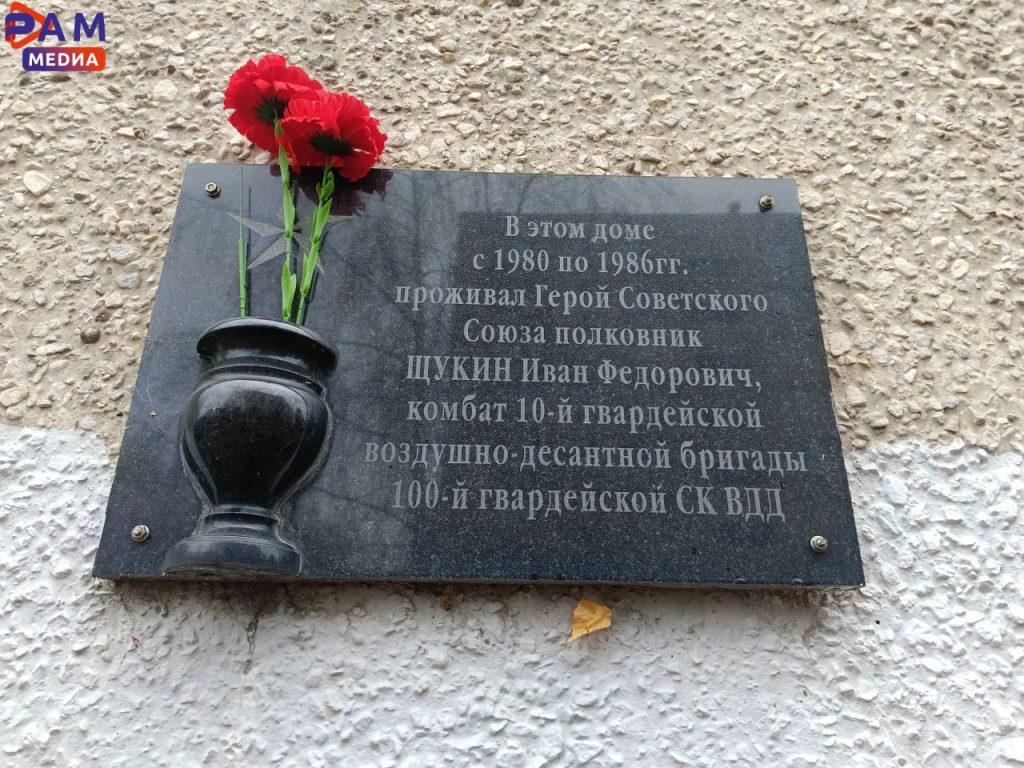 РАМ
МЕДИА
В этом доме
с 1980 по 1986гг.
проживал Герой Советского
Союза полковник
ЩУКИН Иван Федорович,
комбат 10-й гвардейской
воздушно-десантной бригады
100-й гвардейской СК ВДД